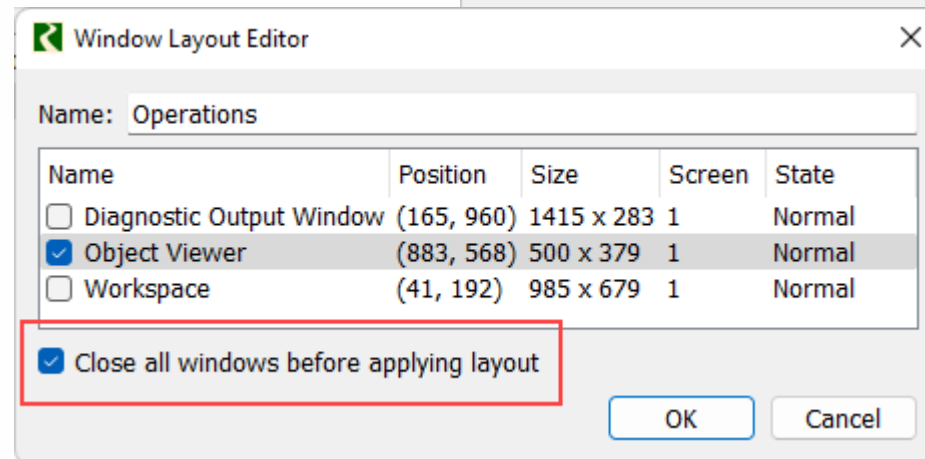 Window Layout Editor
Name: Operations
Name Position Size Screen State
Diagnostic Output Window (165, 960) 1415 x 283 1 Normal
Object Viewer (883, 568) 500 x 379 1 Normal
Workspace (41, 192) 985 x 679 1 Normal
Close all windows before applying layout
OK Cancel